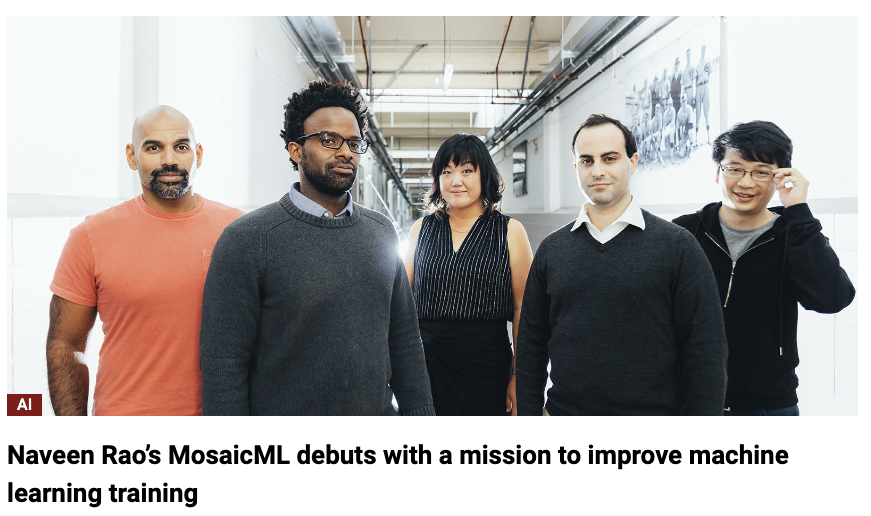 AI
Naveen Rao’s MosaicML debuts with a mission to improve machine
learning training